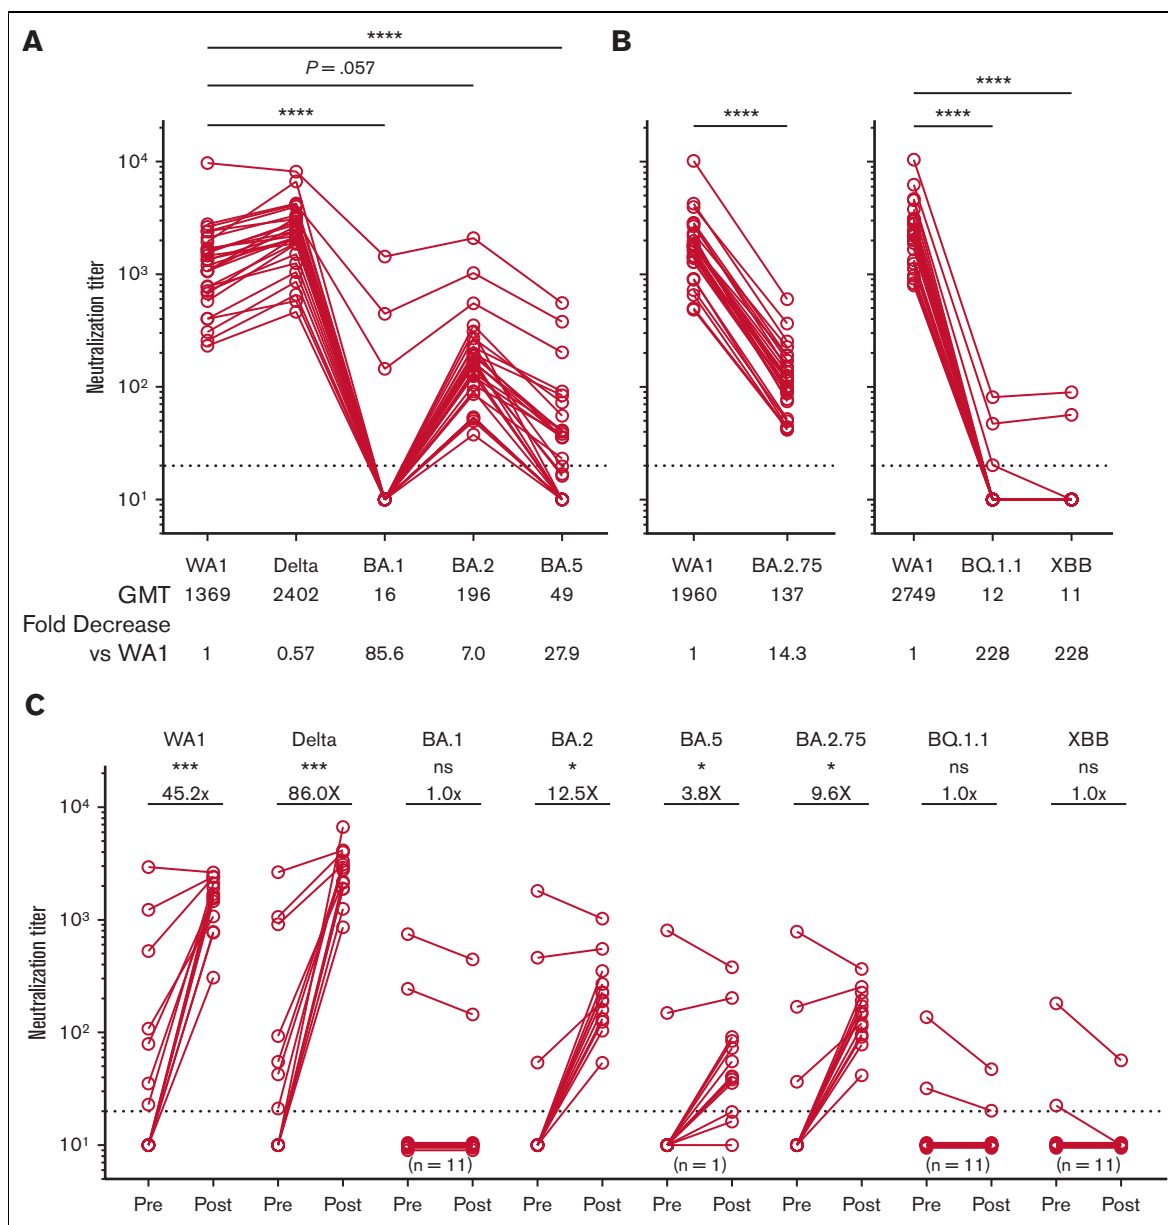 A
B
****
P = .057
****
****
****
****
Neutralization titer
10⁴
10³
10²
10¹
WA1 Delta BA.1 BA.2 BA.5 WA1 BA.2.75 WA1 BQ.1.1 XBB
GMT 1369 2402 16 196 49 1960 137 2749 12 11
Fold Decrease
vs WA1 1 0.57 85.6 7.0 27.9 1 14.3 1 228 228
C
WA1 Delta BA.1 BA.2 BA.5 BA.2.75 BQ.1.1 XBB
*** *** ns * * * ns ns
45.2x 86.0X 1.0x 12.5X 3.8X 9.6X 1.0x 1.0x
Neutralization titer
10⁴
10³
10²
10¹
(n = 11) (n = 1) (n = 11) (n = 11)
Pre Post Pre Post Pre Post Pre Post Pre Post Pre Post Pre Post Pre Post